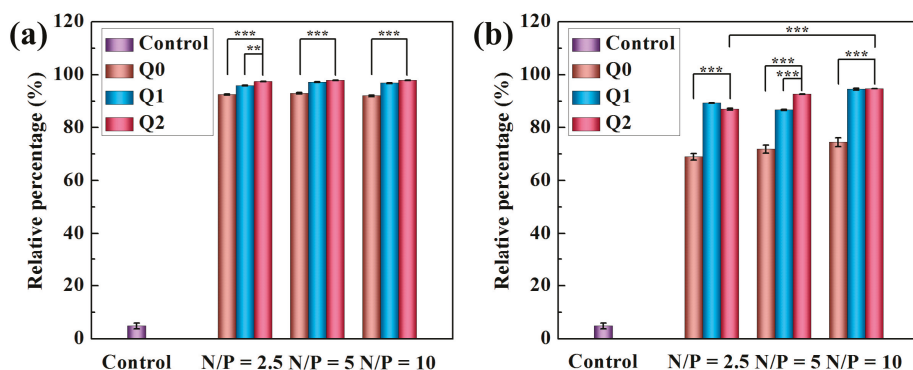 (a)
Relative percentage (%)
120
100
80
60
40
20
0
Control
Q0
Q1
Q2
***
**
***
***
Control N/P = 2.5 N/P = 5 N/P = 10
(b)
Relative percentage (%)
120
100
80
60
40
20
0
Control
Q0
Q1
Q2
***
***
***
***
***
Control N/P = 2.5 N/P = 5 N/P = 10